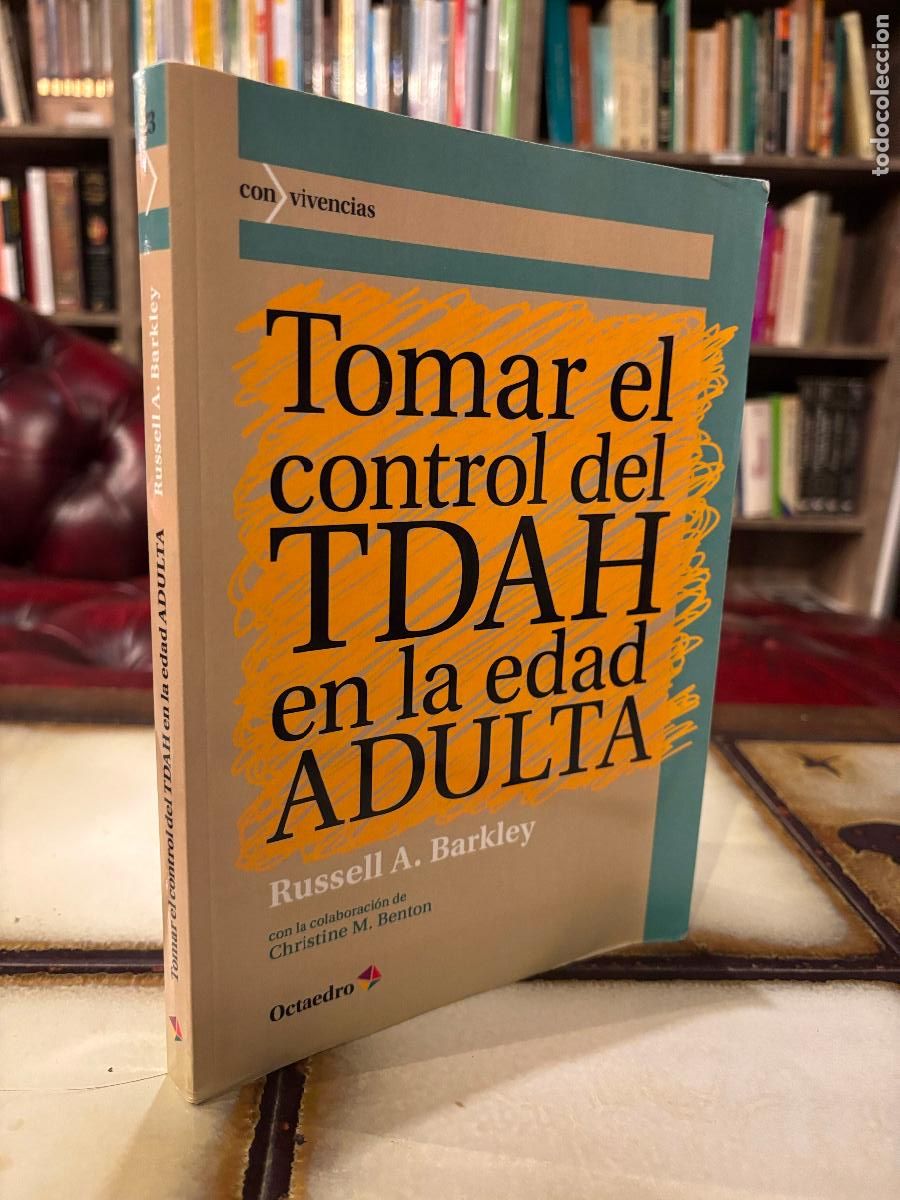 con vivencias
Tomar el
control del
TDAH
en la edad
ADULTA
Russell A. Barkley
con la colaboración de
Christine M. Benton
Octaedro
Tomar el control del TDAH en la edad ADULTA Russell A. Barkley
todocoleccion